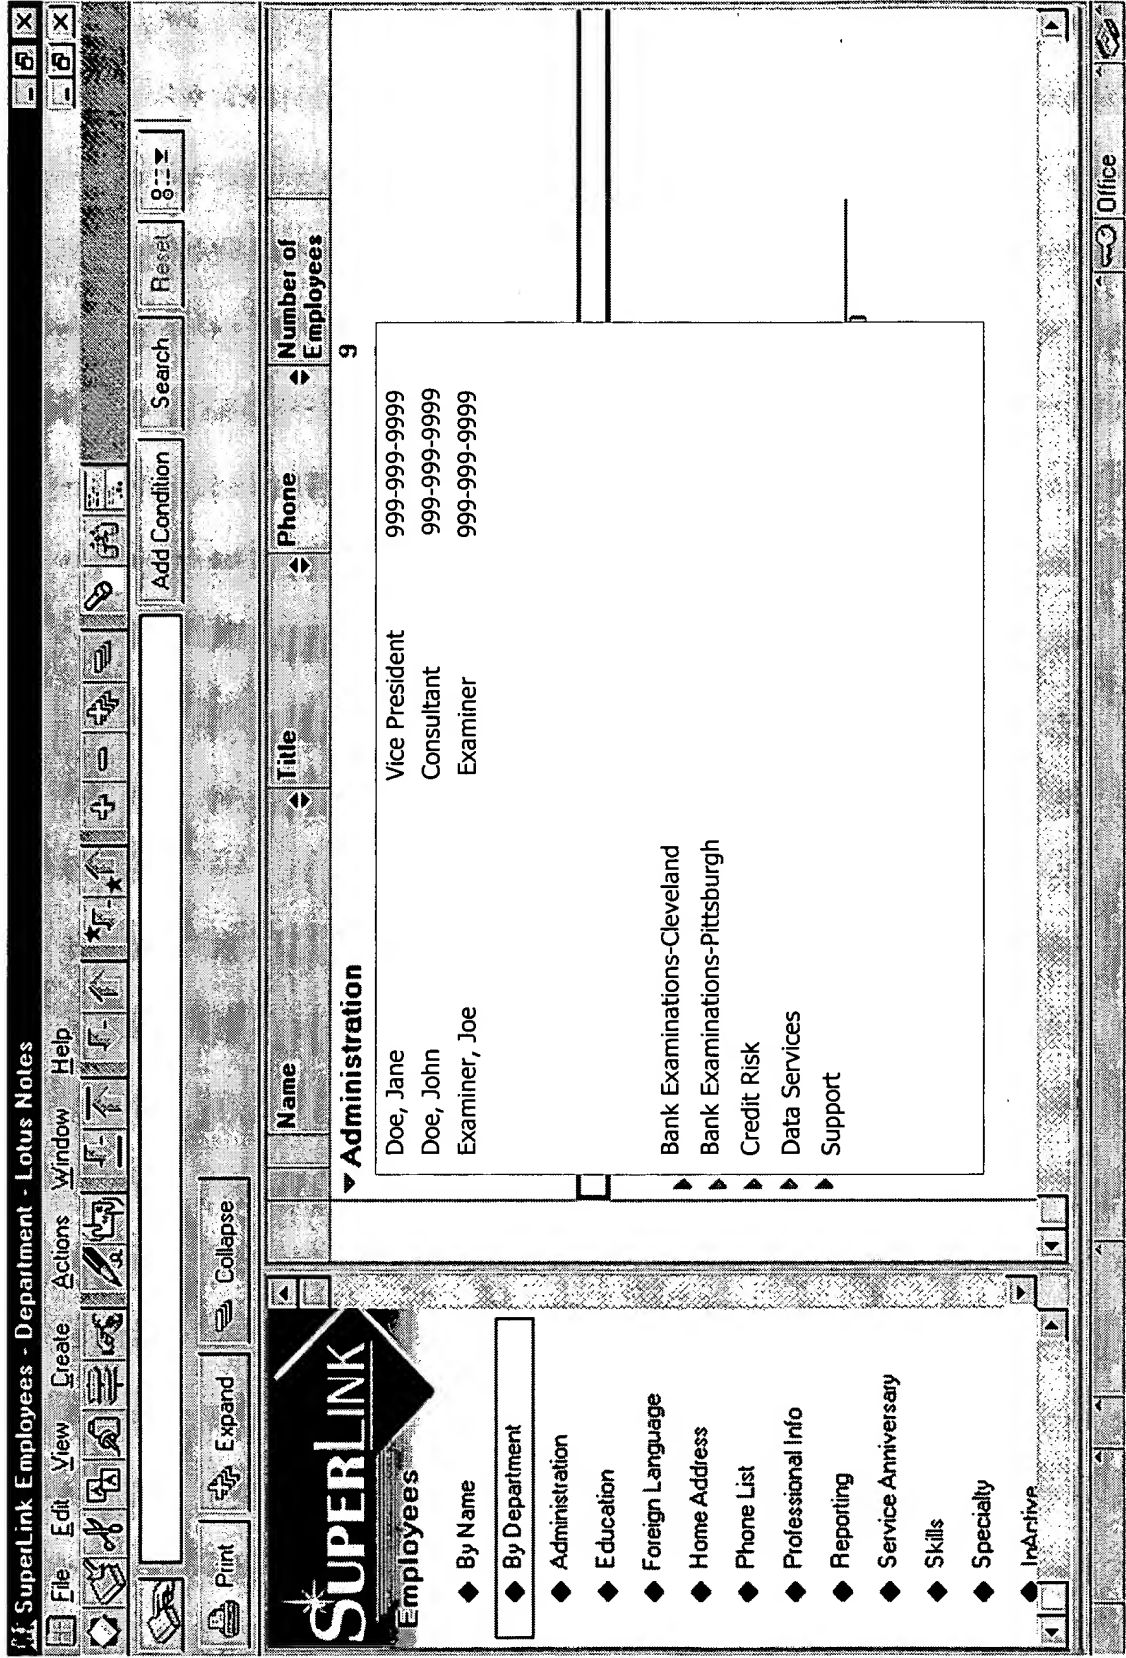 SuperLink Employees - Department - Lotus Notes
File Edit View Create Actions Window Help
Add Condition Search Reset
Print Expand Collapse
SUPERLINK
Employees
By Name
By Department
Administration
Education
Foreign Language
Home Address
Phone List
Professional Info
Reporting
Service Anniversary
Skills
Specialty
InActive
Name Title Phone Number of Employees
Administration 9
Doe, Jane Vice President 999-999-9999
Doe, John Consultant 999-999-9999
Examiner, Joe Examiner 999-999-9999
Bank Examinations-Cleveland
Bank Examinations-Pittsburgh
Credit Risk
Data Services
Support
Office